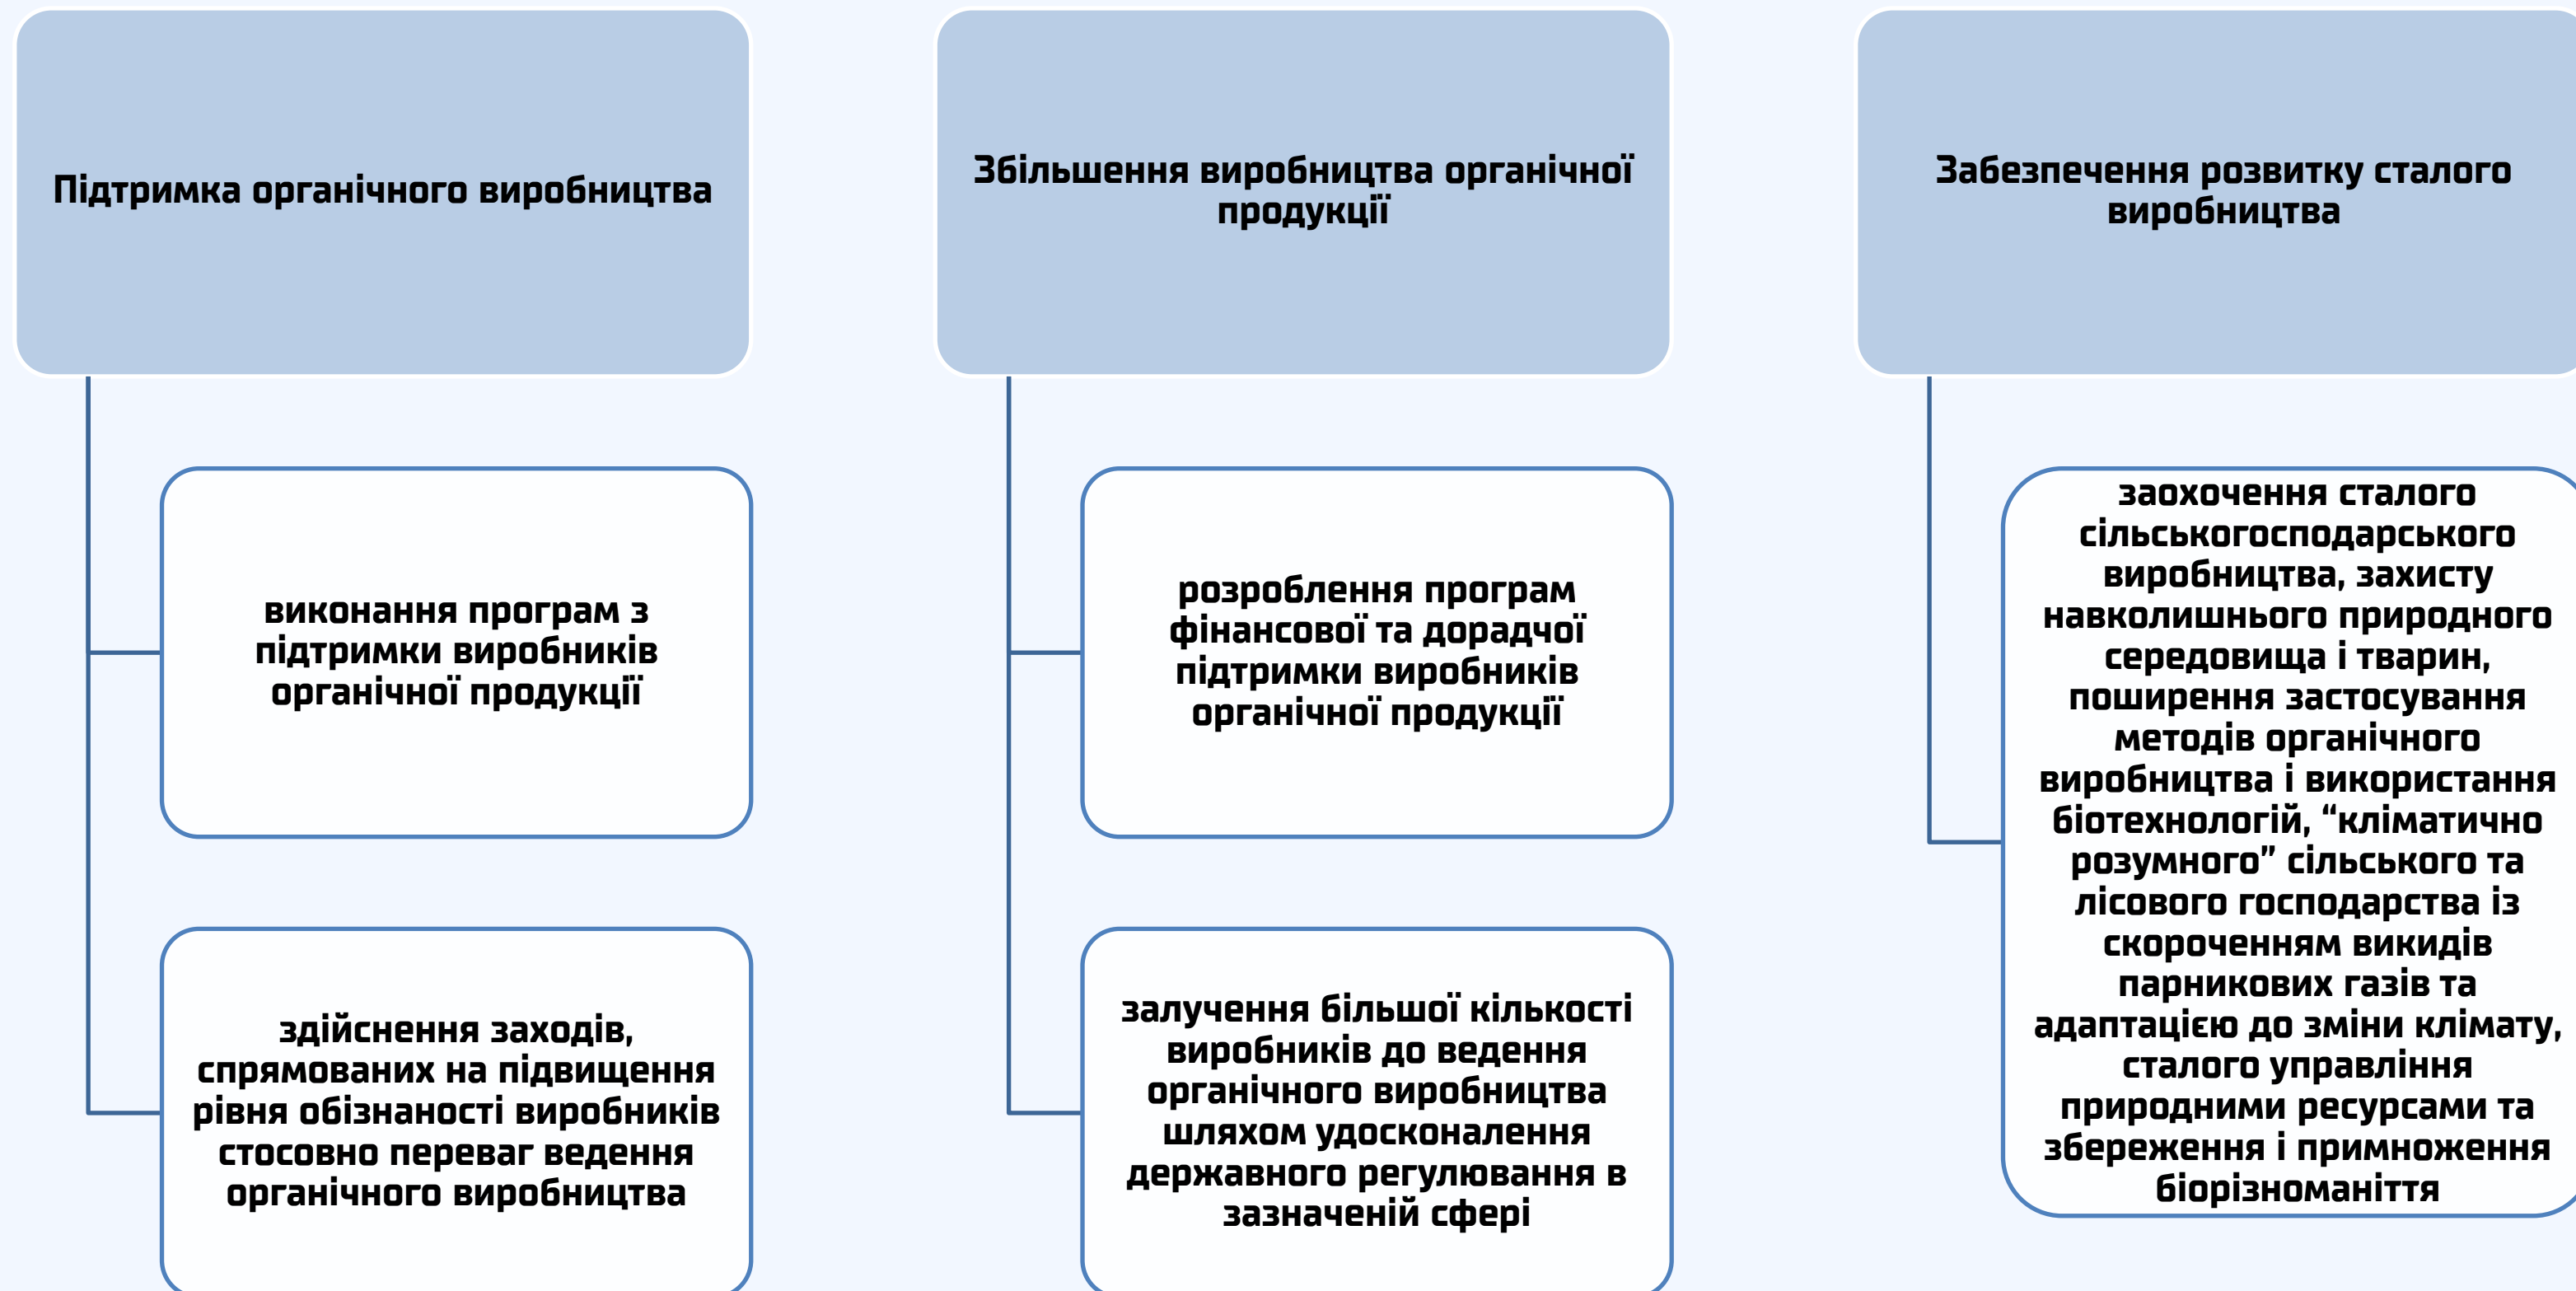 Підтримка органічного виробництва
виконання програм з
підтримки виробників
органічної продукції
здійснення заходів,
спрямованих на підвищення
рівня обізнаності виробників
стосовно переваг ведення
органічного виробництва
Збільшення виробництва органічної
продукції
розроблення програм
фінансової та дорадчої
підтримки виробників
органічної продукції
залучення більшої кількості
виробників до ведення
органічного виробництва
шляхом удосконалення
державного регулювання в
зазначеній сфері
Забезпечення розвитку сталого
виробництва
заохочення сталого
сільськогосподарського
виробництва, захисту
навколишнього природного
середовища і тварин,
поширення застосування
методів органічного
виробництва і використання
біотехнологій, “кліматично
розумного” сільського та
лісового господарства із
скороченням викидів
парникових газів та
адаптацією до зміни клімату,
сталого управління
природними ресурсами та
збереження і примноження
біорізноманіття